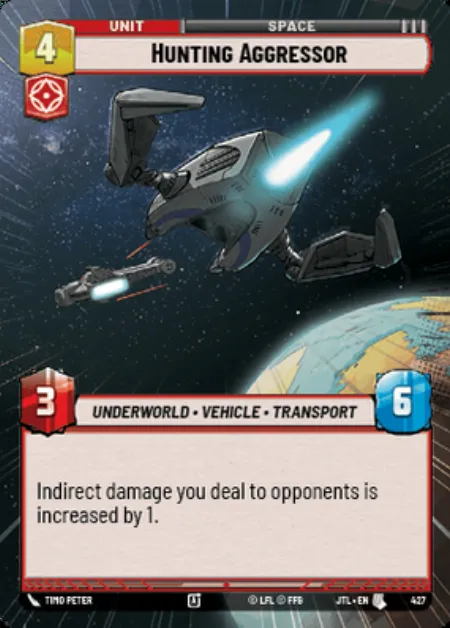 UNIT SPACE
4 HUNTING AGGRESSOR
3 UNDERWORLD • VEHICLE • TRANSPORT 6
Indirect damage you deal to opponents is
increased by 1.
TIMO PETER © LFL © FFG JTL • EN 427